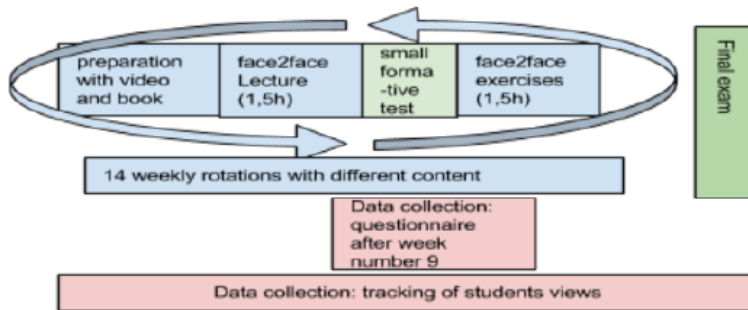 preparation
with video
and book
face2face
Lecture
(1,5h)
small
forma
-tive
test
face2face
exercises
(1,5h)
Final exam
14 weekly rotations with different content
Data collection:
questionnaire
after week
number 9
Data collection: tracking of students views